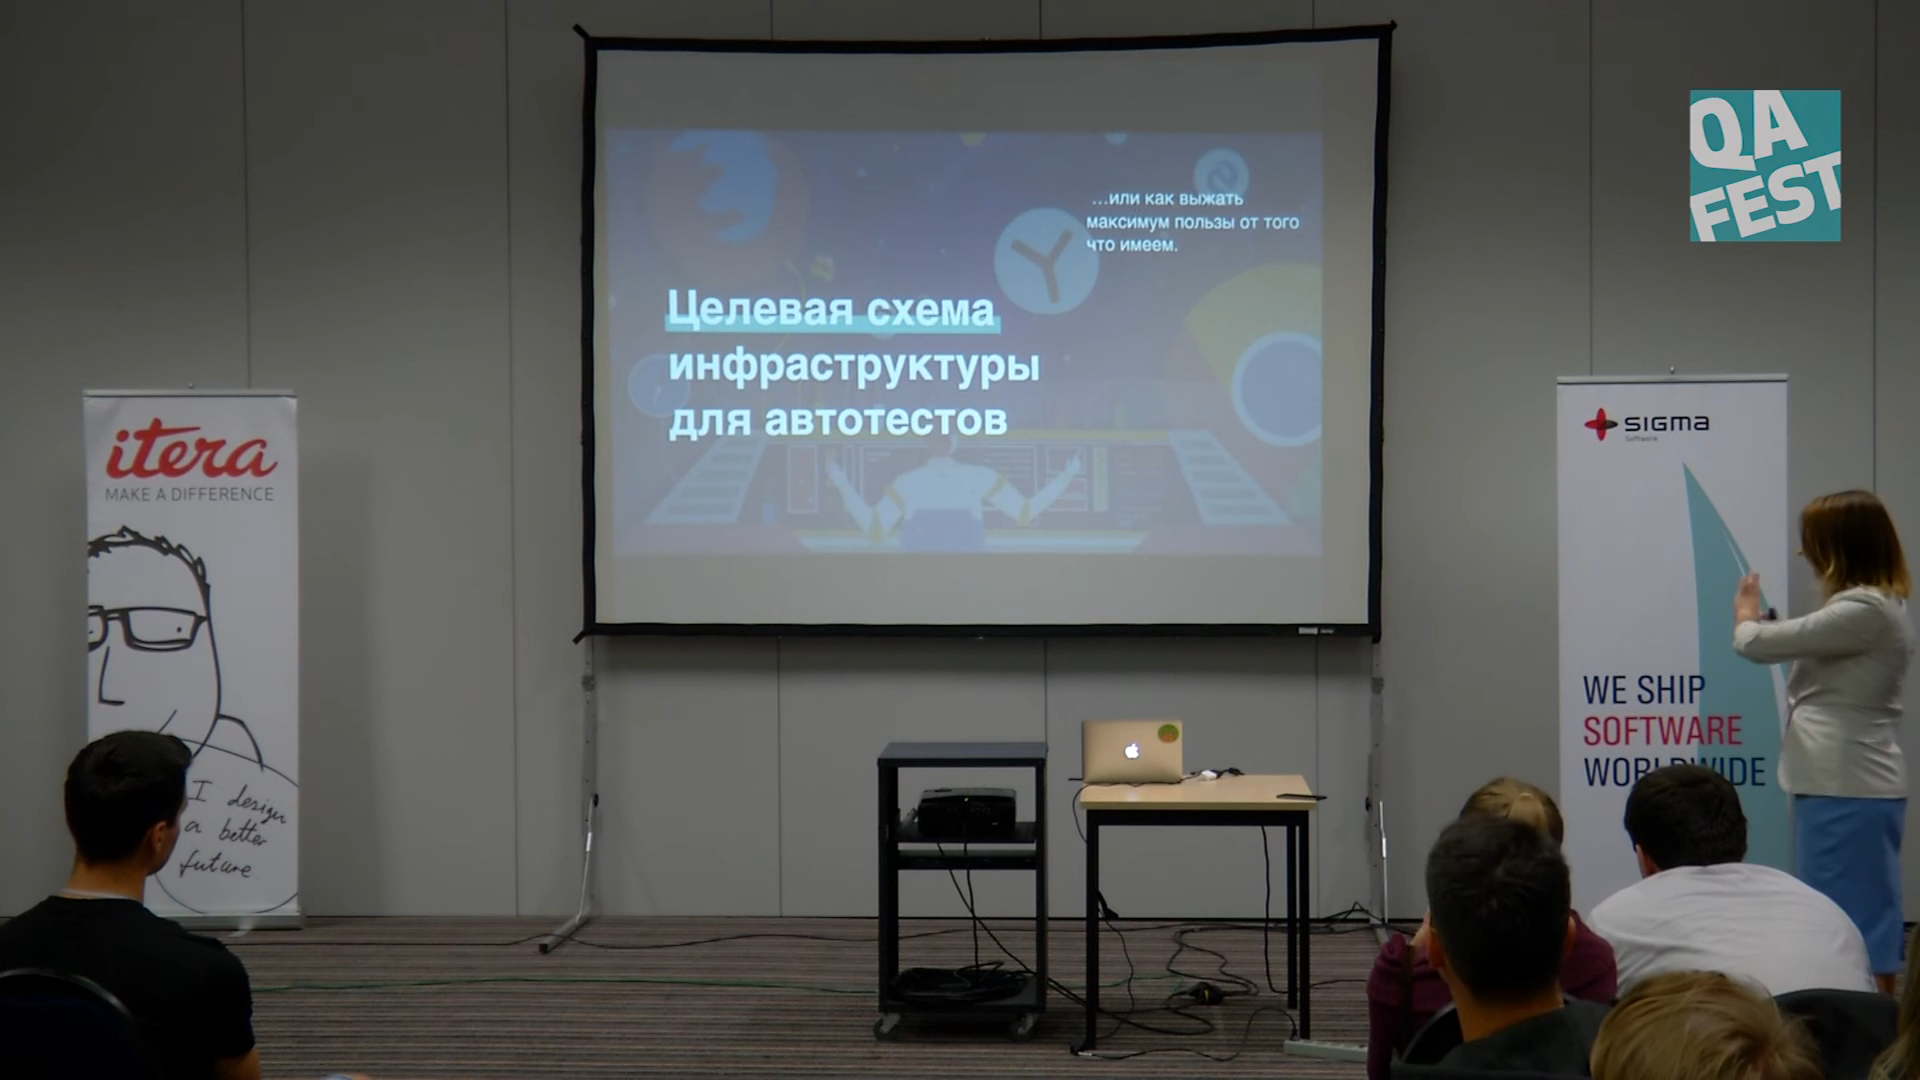 QA
FEST
…или как выжать
максимум пользы от того
что имеем.
Целевая схема
инфраструктуры
для автотестов
itera
MAKE A DIFFERENCE
I design
a better
future
SIGMA
Software
WE SHIP
SOFTWARE
WORLDWIDE